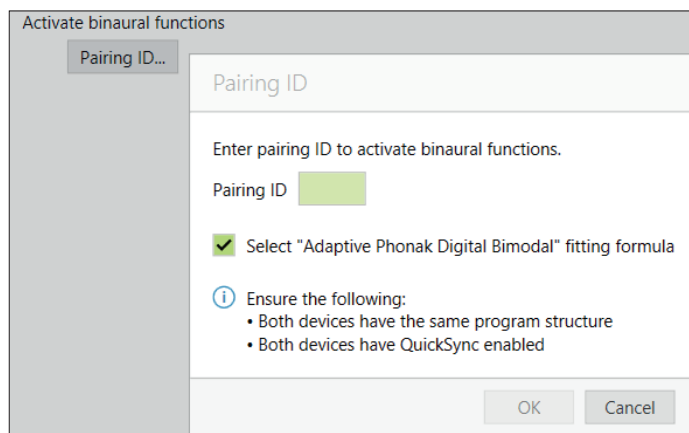 Activate binaural functions
Pairing ID...
Pairing ID
Enter pairing ID to activate binaural functions.
Pairing ID
Select "Adaptive Phonak Digital Bimodal" fitting formula
Ensure the following:
• Both devices have the same program structure
• Both devices have QuickSync enabled
OK Cancel